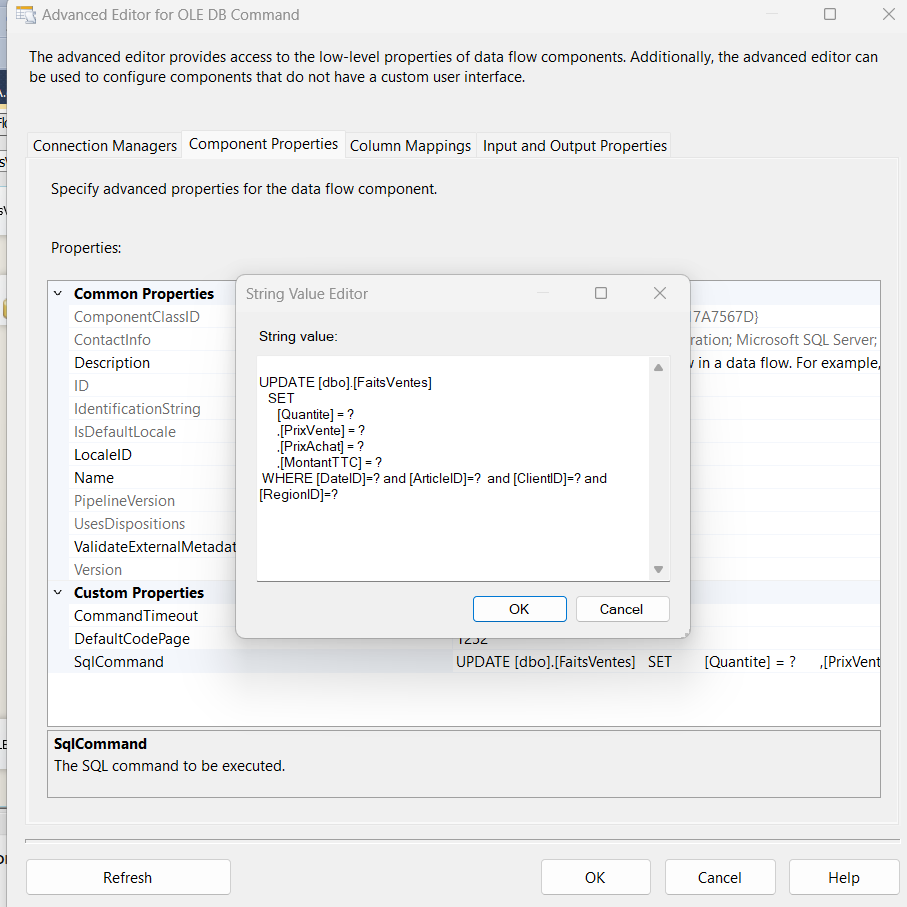 Advanced Editor for OLE DB Command
The advanced editor provides access to the low-level properties of data flow components. Additionally, the advanced editor can
be used to configure components that do not have a custom user interface.
Connection Managers Component Properties Column Mappings Input and Output Properties
Specify advanced properties for the data flow component.
Properties:
Common Properties
ComponentClassID 7A7567D}
ContactInfo ration; Microsoft SQL Server;
Description in a data flow. For example,
ID
IdentificationString
IsDefaultLocale
LocaleID
Name
PipelineVersion
UsesDispositions
ValidateExternalMetadat
Version
Custom Properties
CommandTimeout
DefaultCodePage 1252
SqlCommand UPDATE [dbo].[FaitsVentes] SET [Quantite] = ? ,[PrixVent
String Value Editor
String value:
UPDATE [dbo].[FaitsVentes]
SET
[Quantite] = ?
,[PrixVente] = ?
,[PrixAchat] = ?
,[MontantTTC] = ?
WHERE [DateID]=? and [ArticleID]=? and [ClientID]=? and
[RegionID]=?
OK Cancel
SqlCommand
The SQL command to be executed.
Refresh OK Cancel Help